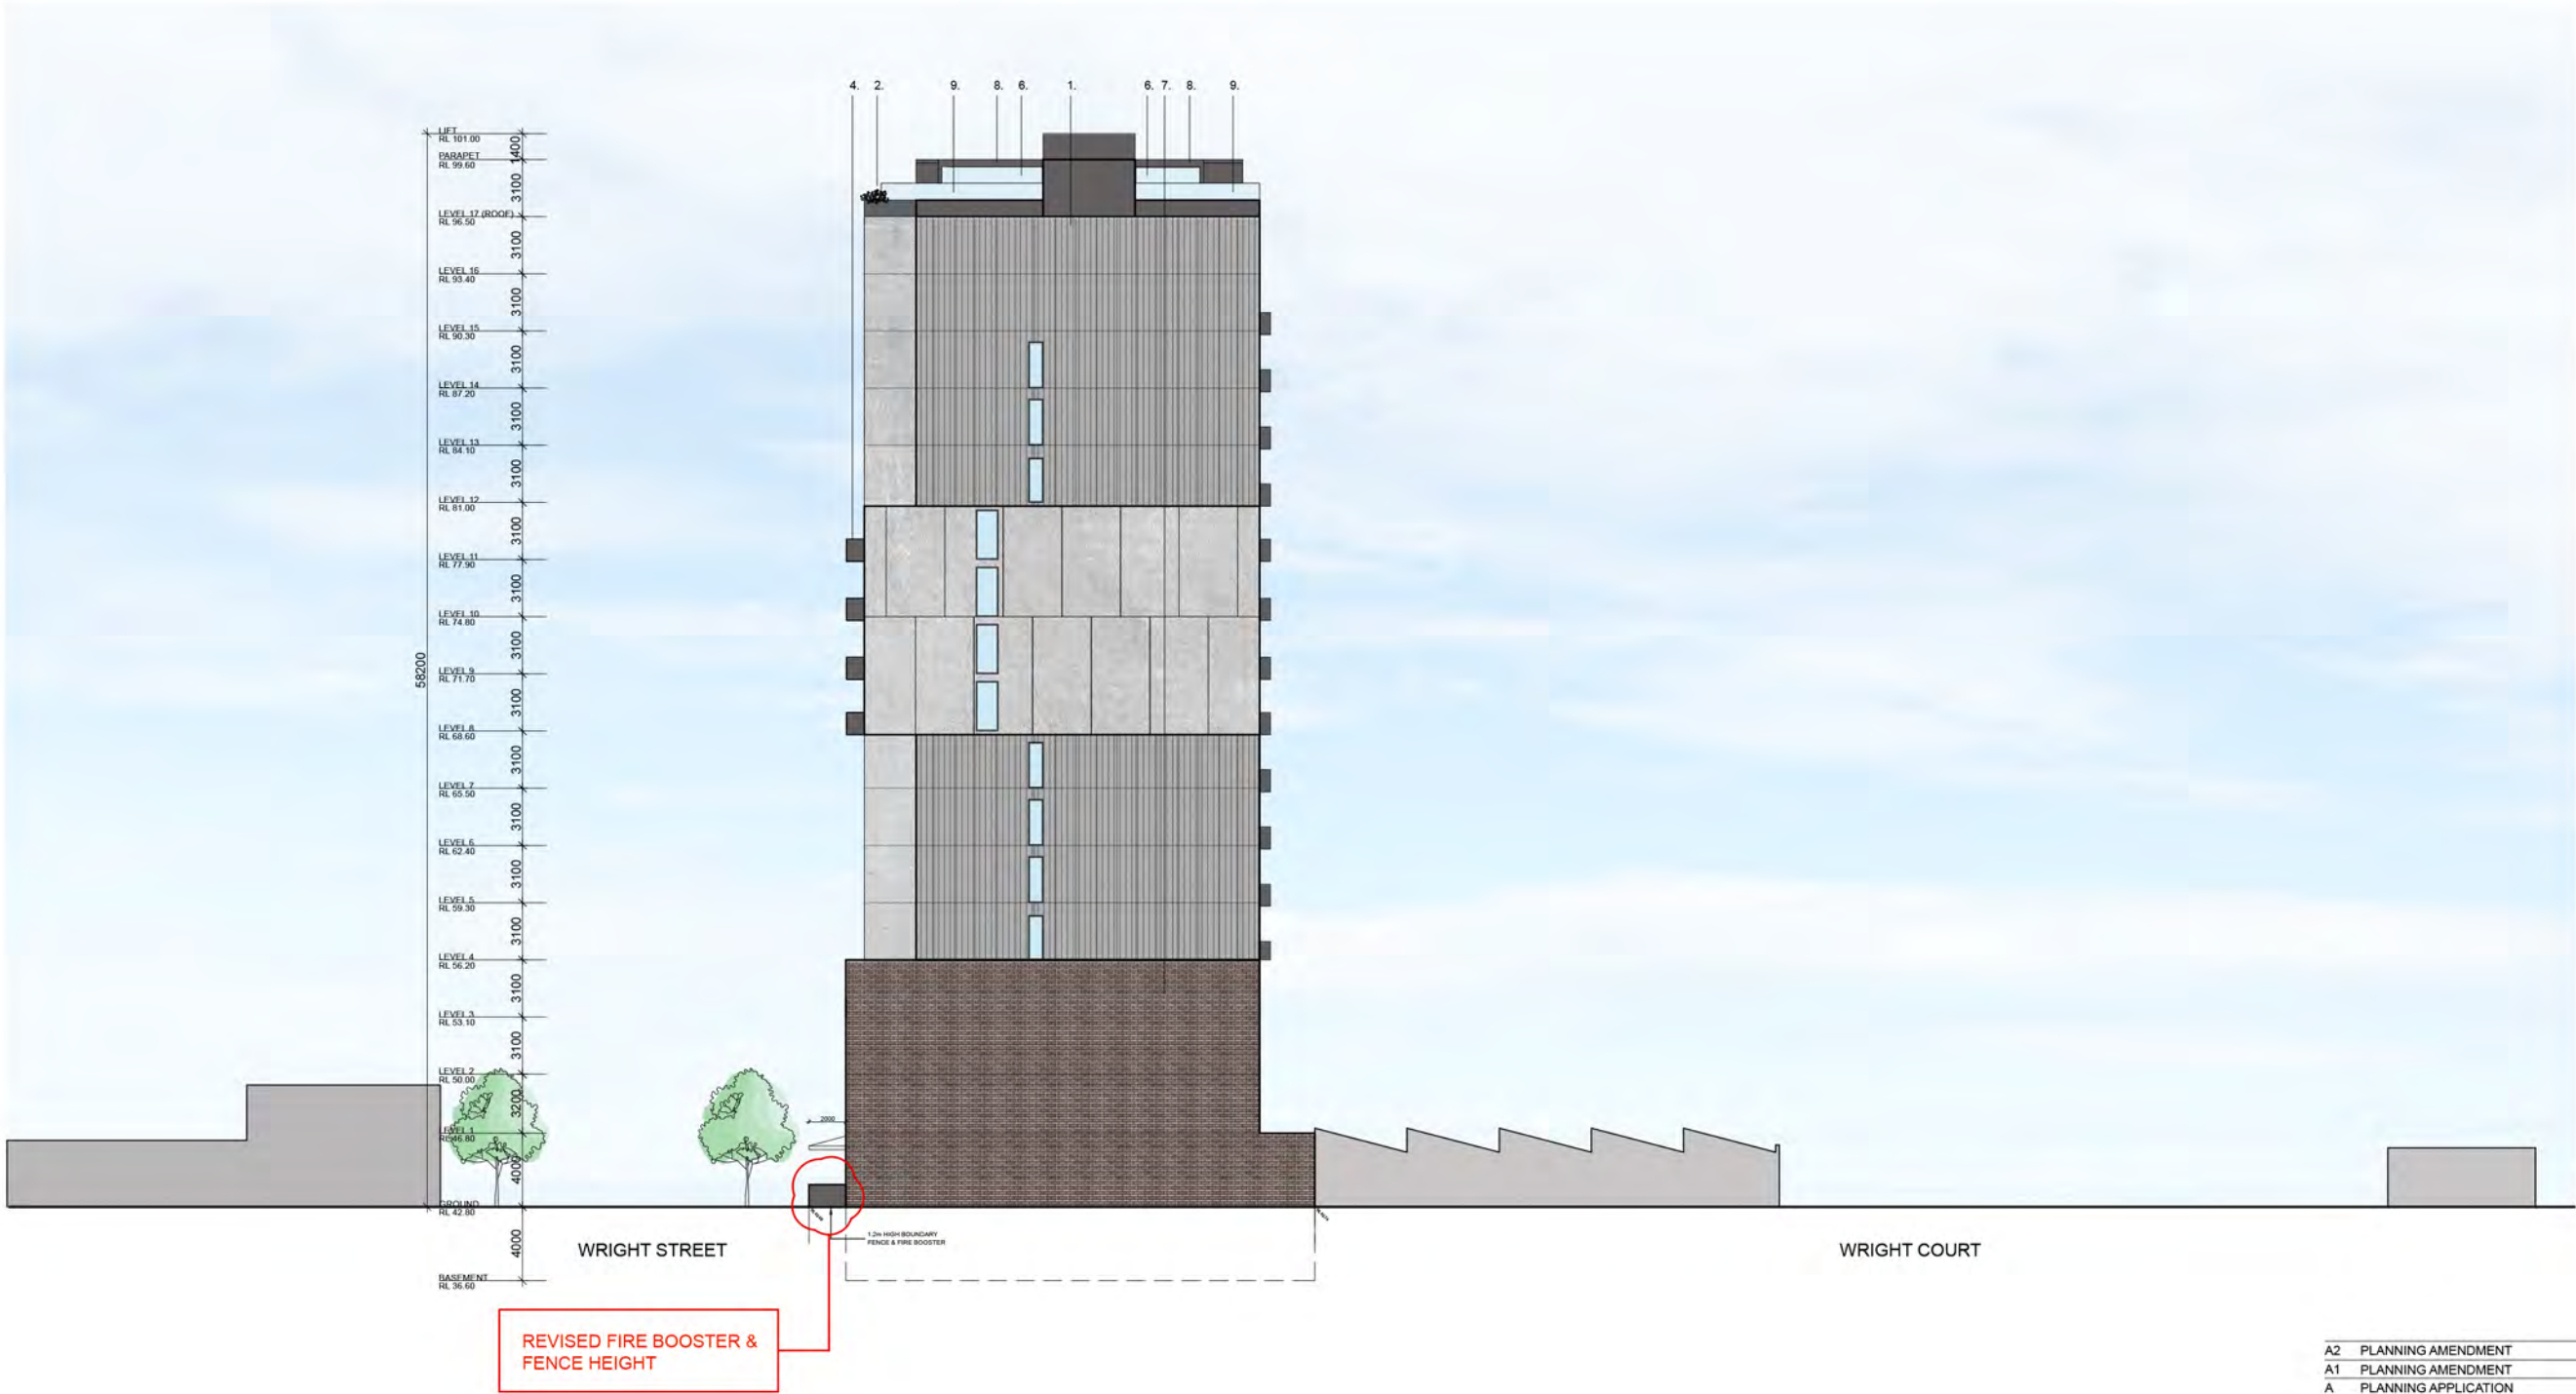 4. 2. 9. 8. 6. 1. 6. 7. 8. 9.
LIFT
RL 101.00
1400
PARAPET
RL 99.60
3100
LEVEL 17 (ROOF)
RL 96.50
3100
LEVEL 16
RL 93.40
3100
LEVEL 15
RL 90.30
3100
LEVEL 14
RL 87.20
3100
LEVEL 13
RL 84.10
3100
LEVEL 12
RL 81.00
3100
LEVEL 11
RL 77.90
3100
LEVEL 10
RL 74.80
3100
58200
LEVEL 9
RL 71.70
3100
LEVEL 8
RL 68.60
3100
LEVEL 7
RL 65.50
3100
LEVEL 6
RL 62.40
3100
LEVEL 5
RL 59.30
3100
LEVEL 4
RL 56.20
3100
LEVEL 3
RL 53.10
3100
LEVEL 2
RL 50.00
3200
2000
LEVEL 1
RL 46.80
4000
GROUND
RL 42.80
4000
1.2m HIGH BOUNDARY
FENCE & FIRE BOOSTER
WRIGHT STREET
WRIGHT COURT
BASEMENT
RL 36.60
REVISED FIRE BOOSTER &
FENCE HEIGHT
A2 PLANNING AMENDMENT
A1 PLANNING AMENDMENT
A PLANNING APPLICATION